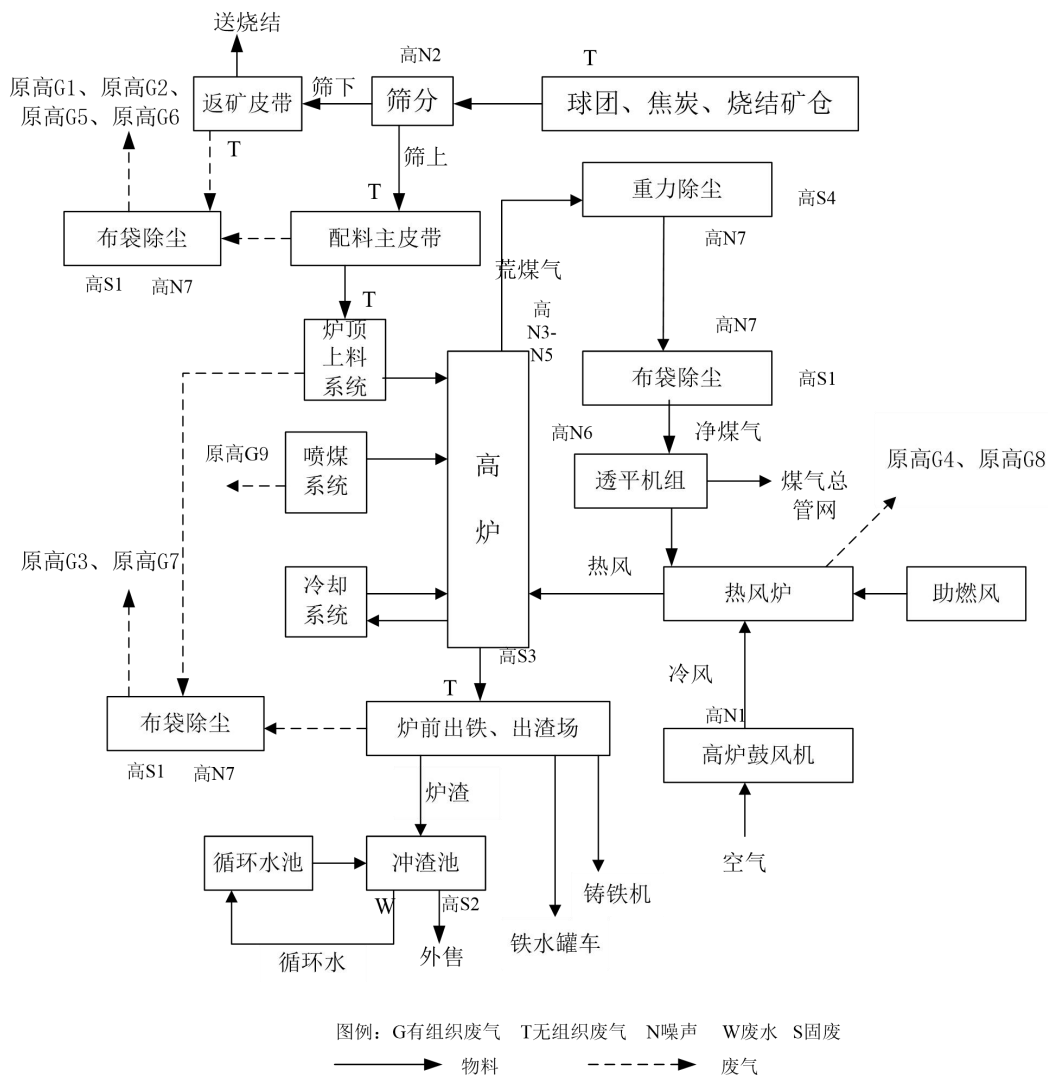 送烧结
高N2
T
原高G1、原高G2、
原高G5、原高G6
返矿皮带
筛下
筛分
球团、焦炭、烧结矿仓
T
筛上
T
重力除尘
高S4
布袋除尘
配料主皮带
高N7
高S1
高N7
荒煤气
T
高
N3-
N5
高N7
炉顶
上料
系统
布袋除尘
高S1
高N6
净煤气
原高G9
喷煤
系统
高
炉
透平机组
煤气总
管网
原高G4、原高G8
原高G3、原高G7
冷却
系统
热风
热风炉
助燃风
高S3
T
冷风
布袋除尘
炉前出铁、出渣场
高N1
高炉鼓风机
高S1
高N7
炉渣
循环水池
冲渣池
空气
铸铁机
W
高S2
循环水
外售
铁水罐车
图例：G有组织废气 T无组织废气 N噪声 W废水 S固废
物料
废气